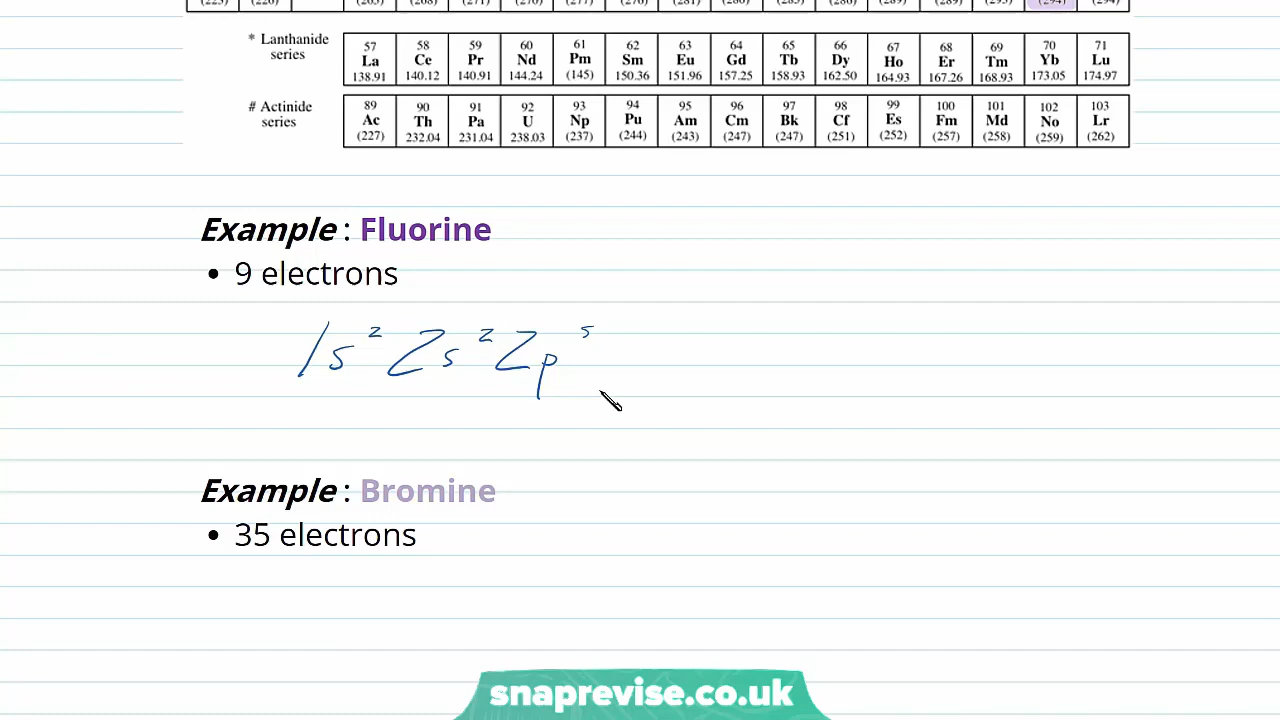 * Lanthanide series
57 58 59 60 61 62 63 64 65 66 67 68 69 70 71
La Ce Pr Nd Pm Sm Eu Gd Tb Dy Ho Er Tm Yb Lu
138.91 140.12 140.91 144.24 (145) 150.36 151.96 157.25 158.93 162.50 164.93 167.26 168.93 173.05 174.97
# Actinide series
89 90 91 92 93 94 95 96 97 98 99 100 101 102 103
Ac Th Pa U Np Pu Am Cm Bk Cf Es Fm Md No Lr
(227) 232.04 231.04 238.03 (237) (244) (243) (247) (247) (251) (252) (257) (258) (259) (262)
Example : Fluorine
• 9 electrons
1s² 2s² 2p⁵
Example : Bromine
• 35 electrons
snaprevise.co.uk